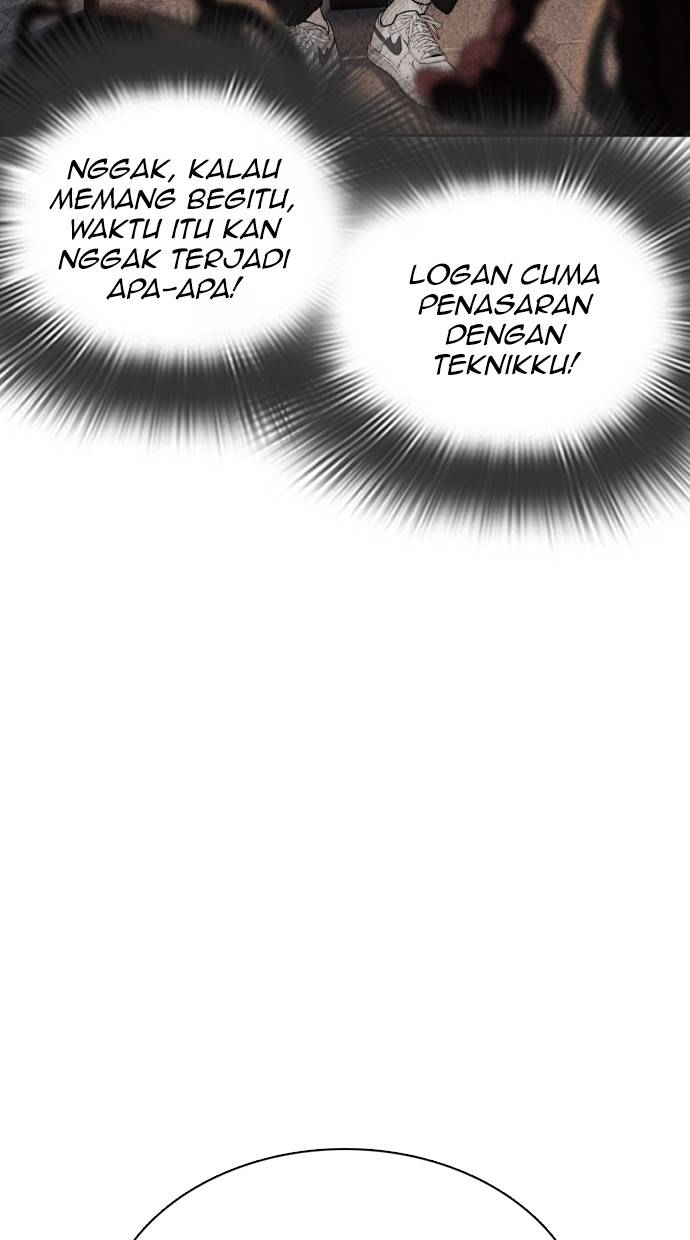 NGGAK, KALAU
MEMANG BEGITU,
WAKTU ITU KAN
NGGAK TERJADI
APA-APA!
LOGAN CUMA
PENASARAN
DENGAN
TEKNIKKU!